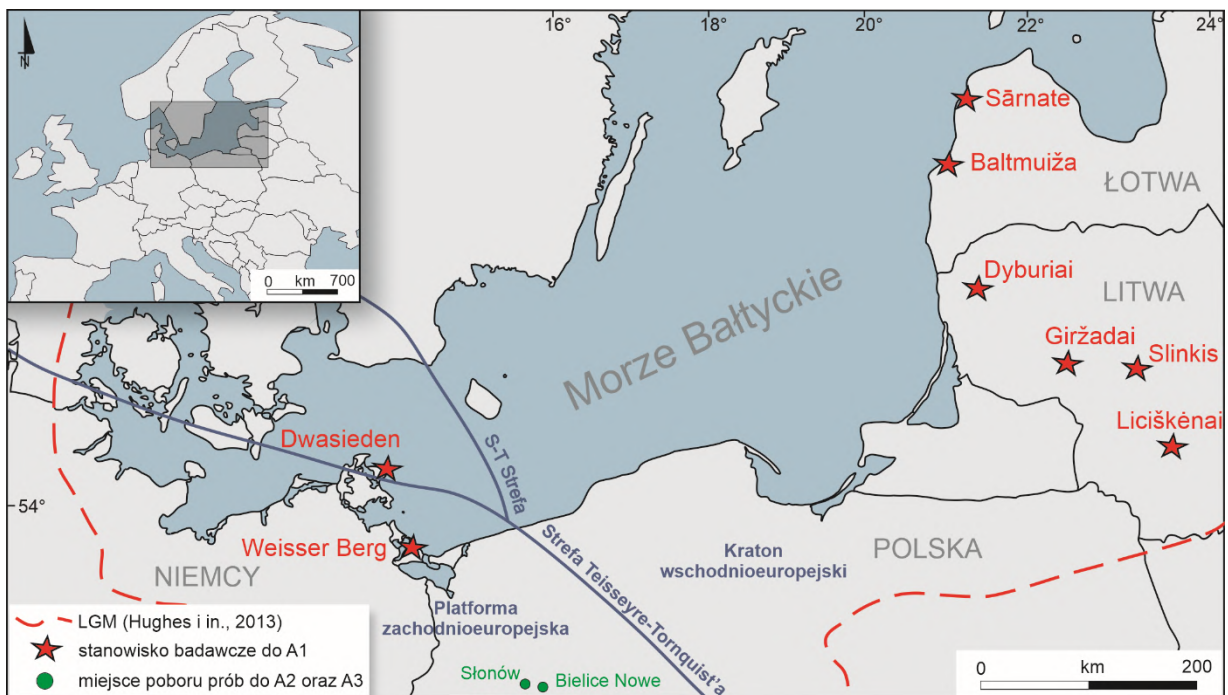 16°
18°
20°
22°
24°
N
0 km 700
Sārnate
Baltmuiža
ŁOTWA
Dyburiai
LITWA
Giržadai
Slinkis
Liciškėnai
Morze Bałtyckie
Dwasieden
S-T Strefa
54°
Weisser Berg
NIEMCY
Strefa Teisseyre-Tornquist'a
Kraton
wschodnioeuropejski
POLSKA
Platforma
zachodnioeuropejska
Słonów
Bielice Nowe
LGM (Hughes i in., 2013)
stanowisko badawcze do A1
miejsce poboru prób do A2 oraz A3
0 km 200